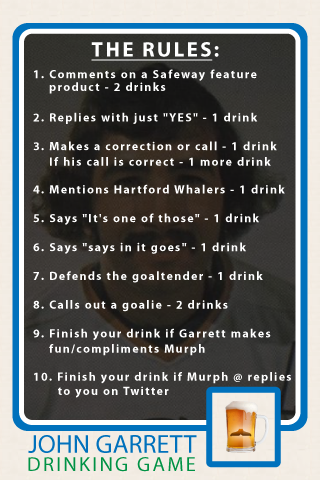 THE RULES:
1. Comments on a Safeway feature
product - 2 drinks
2. Replies with just "YES" - 1 drink
3. Makes a correction or call - 1 drink
If his call is correct - 1 more drink
4. Mentions Hartford Whalers - 1 drink
5. Says "It's one of those" - 1 drink
6. Says "says in it goes" - 1 drink
7. Defends the goaltender - 1 drink
8. Calls out a goalie - 2 drinks
9. Finish your drink if Garrett makes
fun/compliments Murph
10. Finish your drink if Murph @ replies
to you on Twitter
JOHN GARRETT
DRINKING GAME